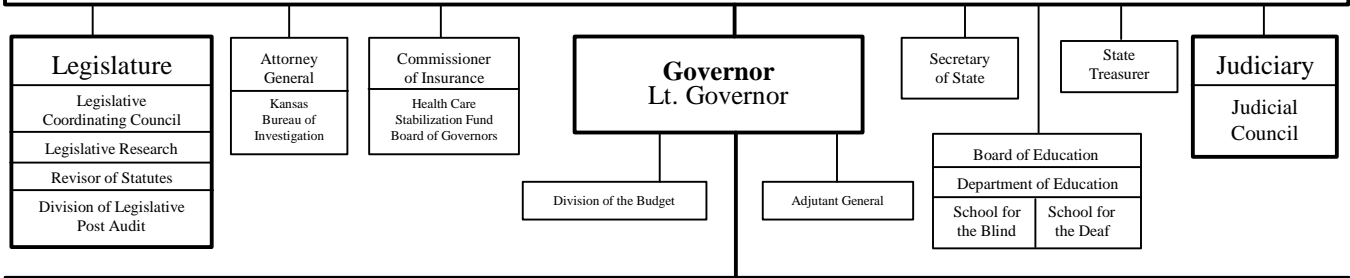 Legislature
Legislative
Coordinating Council
Legislative Research
Revisor of Statutes
Division of Legislative
Post Audit
Attorney
General
Kansas
Bureau of
Investigation
Commissioner
of Insurance
Health Care
Stabilization Fund
Board of Governors
Governor
Lt. Governor
Division of the Budget
Adjutant General
Secretary
of State
Board of Education
Department of Education
School for
the Blind
School for
the Deaf
State
Treasurer
Judiciary
Judicial
Council